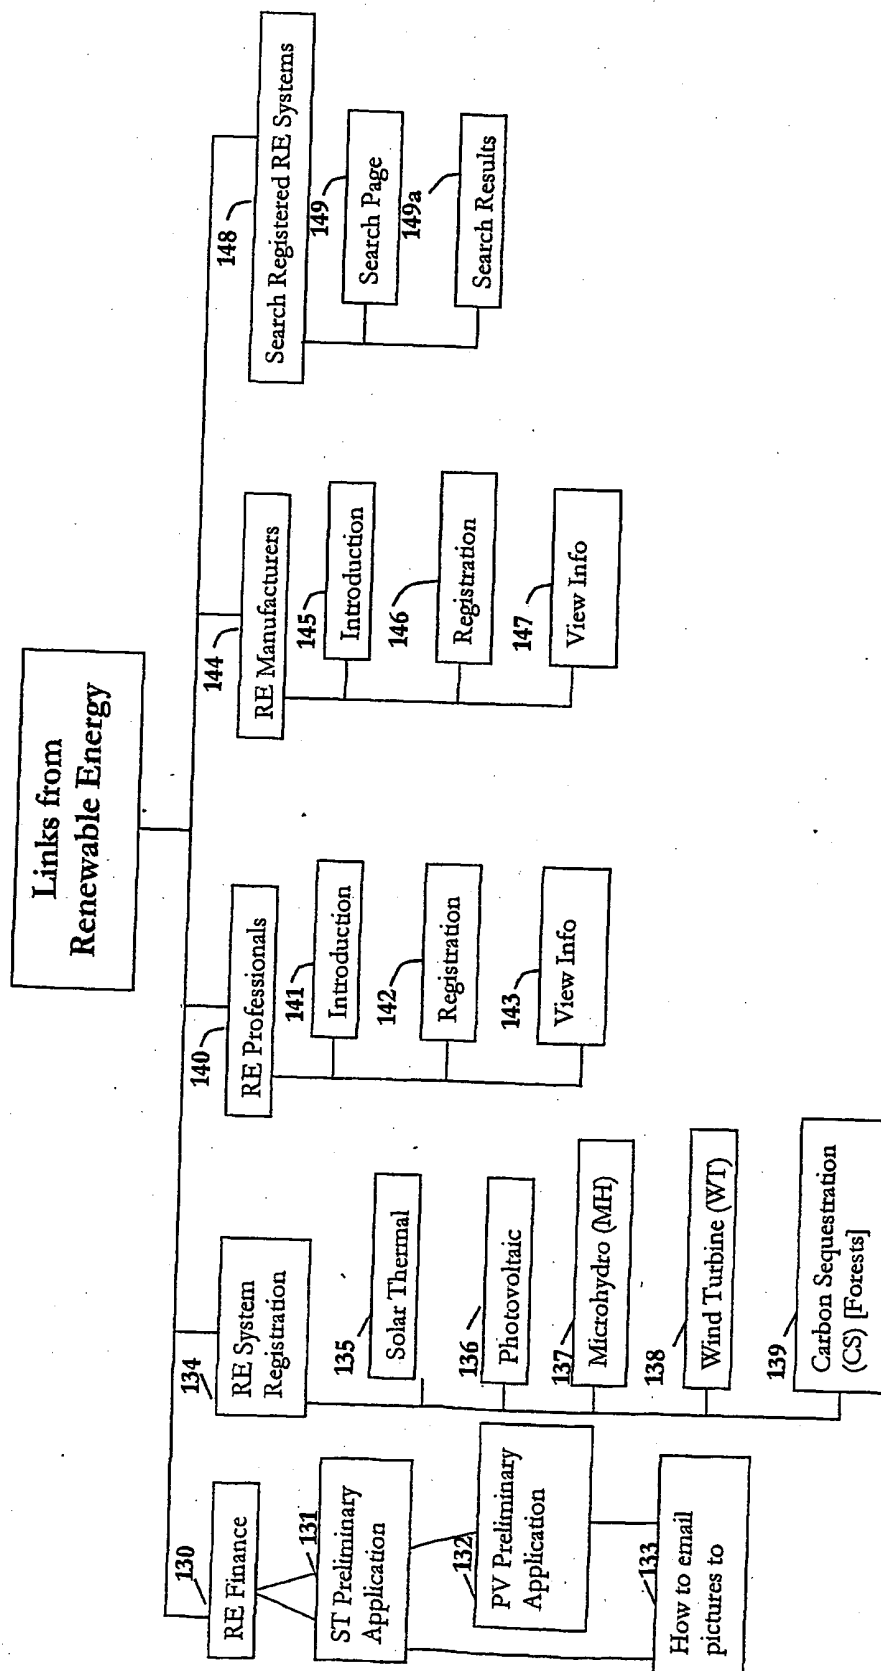 Links from
Renewable Energy
130
RE Finance
131
ST Preliminary
Application
132
PV Preliminary
Application
133
How to email
pictures to
134
RE System
Registration
135
Solar Thermal
136
Photovoltaic
137
Microhydro (MH)
138
Wind Turbine (WT)
139
Carbon Sequestration
(CS) [Forests]
140
RE Professionals
141
Introduction
142
Registration
143
View Info
144
RE Manufacturers
145
Introduction
146
Registration
147
View Info
148
Search Registered RE Systems
149
Search Page
149a
Search Results